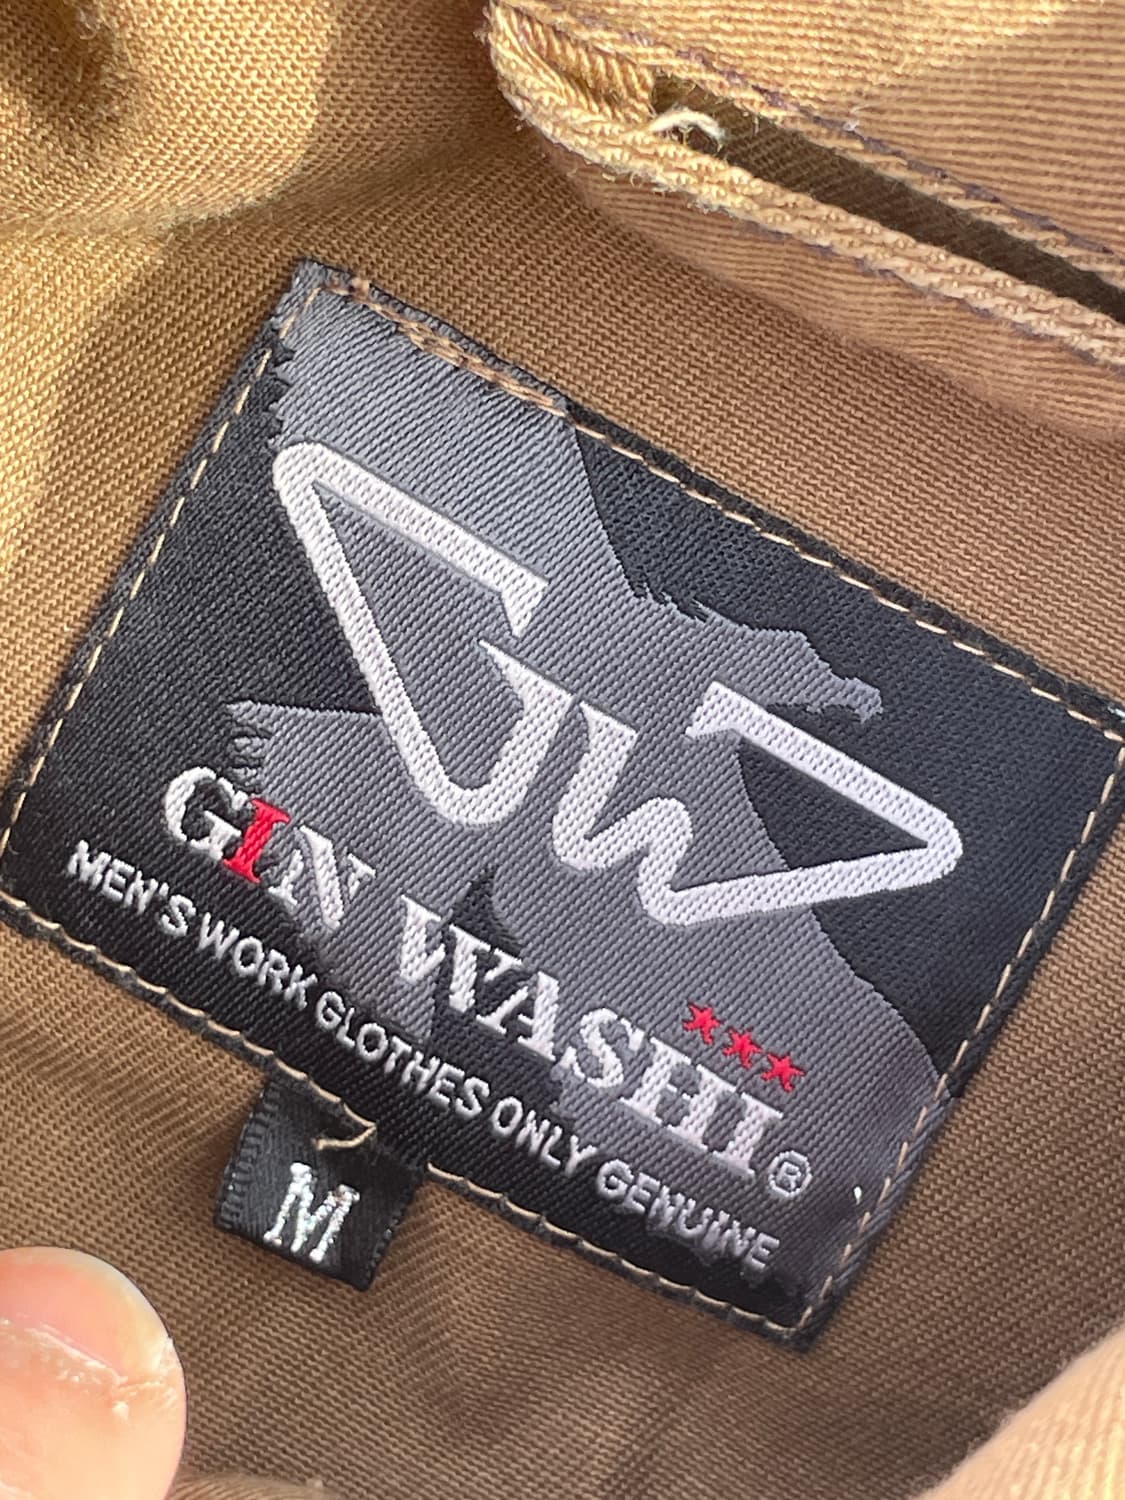 GW
GIN WASHI®
MEN'S WORK GLOTHES ONLY GENUINE
M